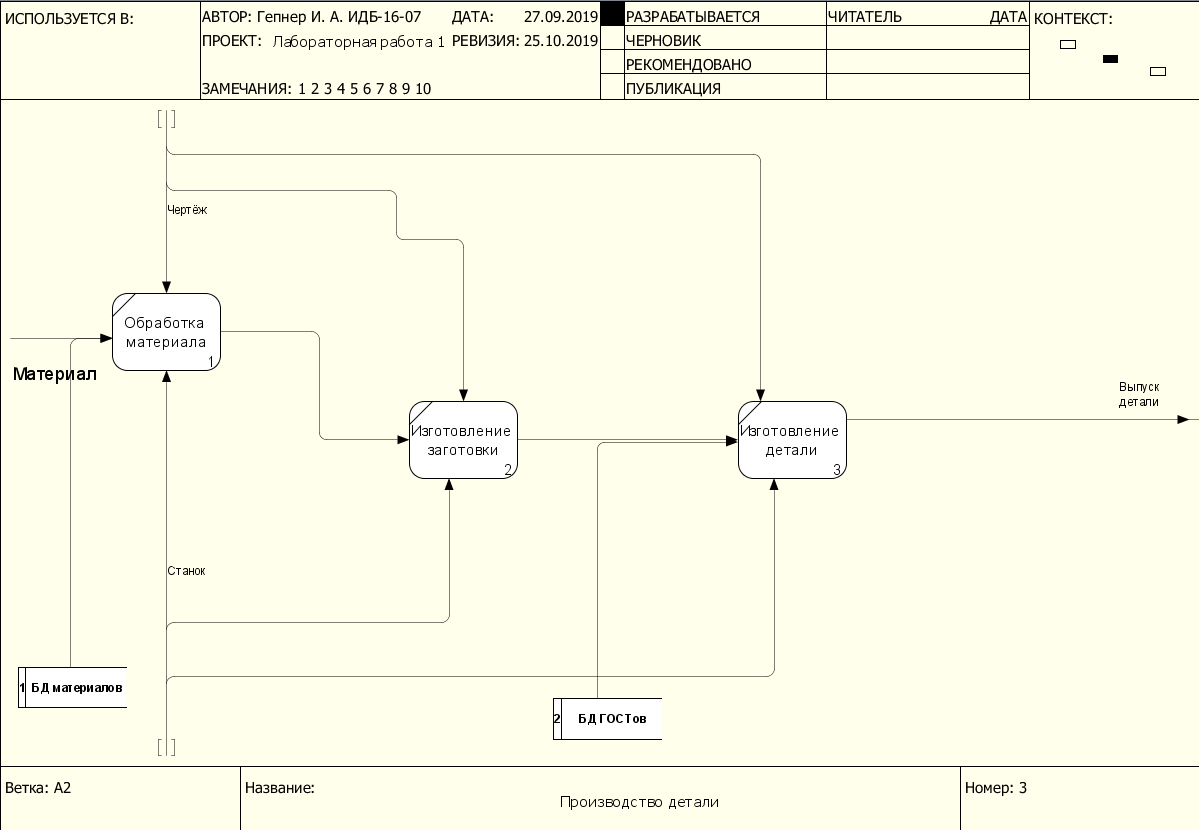 ИСПОЛЬЗУЕТСЯ В:
АВТОР: Гепнер И. А. ИДБ-16-07
ДАТА: 27.09.2019
ПРОЕКТ: Лабораторная работа 1
РЕВИЗИЯ: 25.10.2019
ЗАМЕЧАНИЯ: 1 2 3 4 5 6 7 8 9 10
РАЗРАБАТЫВАЕТСЯ
ЧЕРНОВИК
РЕКОМЕНДОВАНО
ПУБЛИКАЦИЯ
ЧИТАТЕЛЬ
ДАТА
КОНТЕКСТ:
Чертёж
Обработка
материала
1
Материал
Изготовление
заготовки
2
Изготовление
детали
3
Выпуск
детали
Станок
1
БД материалов
2
БД ГОСТов
Ветка: A2
Название:
Производство детали
Номер: 3